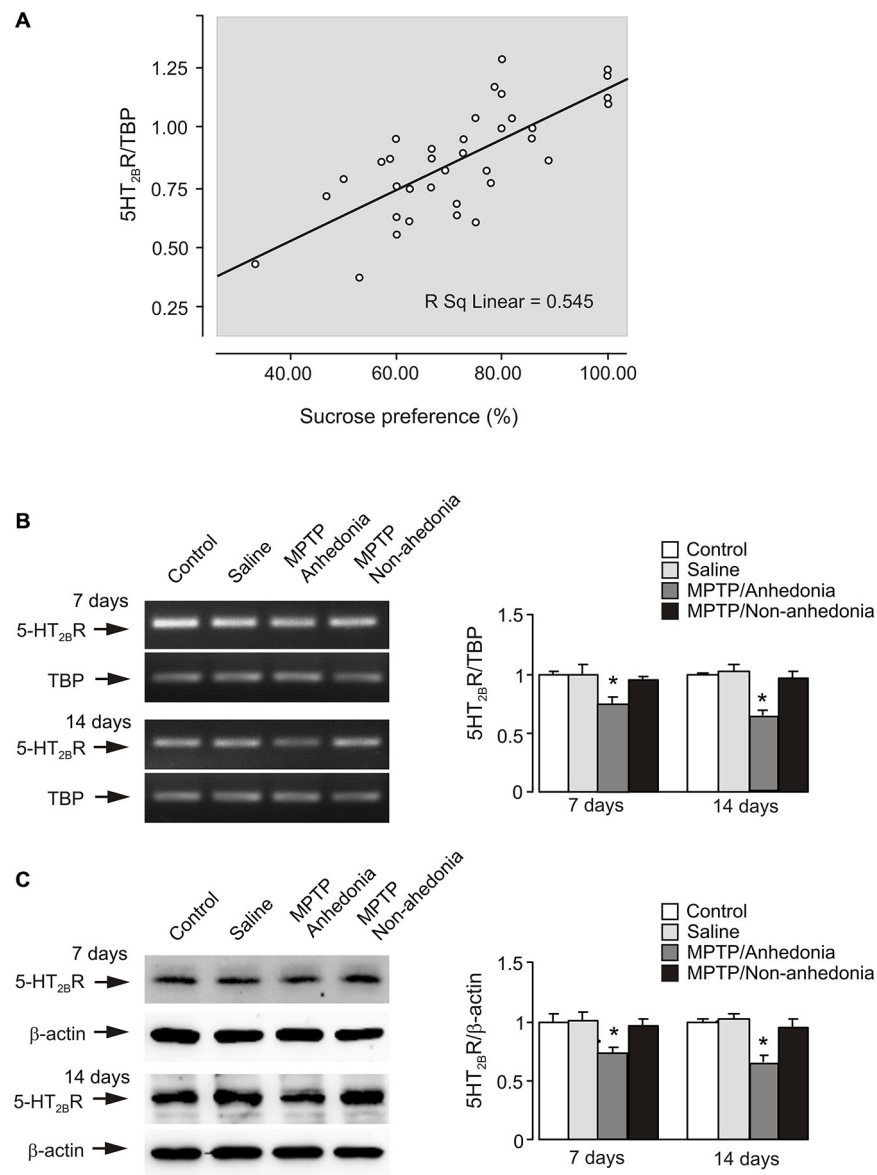 A
1.25
1.00
0.75
0.50
0.25
5HT2BR/TBP
R Sq Linear = 0.545
40.00 60.00 80.00 100.00
Sucrose preference (%)
B
Control
Saline
MPTP
Anhedonia
MPTP
Non-ahedonia
7 days
5-HT2BR
TBP
14 days
5-HT2BR
TBP
Control
Saline
MPTP/Anhedonia
MPTP/Non-anhedonia
5HT2BR/TBP
1.5
1
0.5
0
* *
7 days 14 days
C
Control
Saline
MPTP
Anhedonia
MPTP
Non-ahedonia
7 days
5-HT2BR
β-actin
14 days
5-HT2BR
β-actin
Control
Saline
MPTP/Anhedonia
MPTP/Non-anhedonia
5HT2BR/β-actin
1.5
1
0.5
0
* *
7 days 14 days